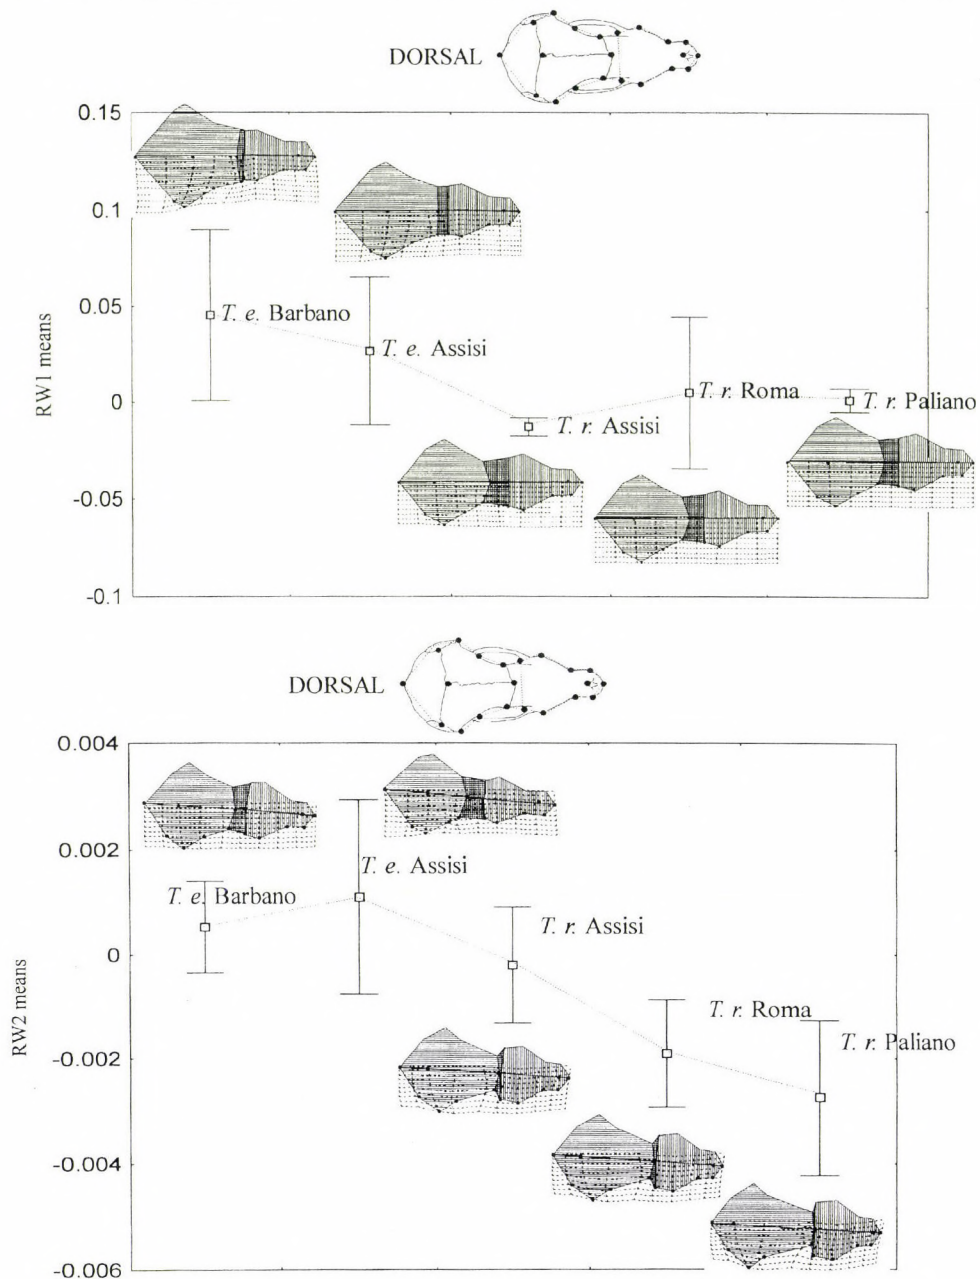 DORSAL
0.15
0.1
0.05
0
-0.05
-0.1
RW1 means
T. e. Barbano
T. e. Assisi
T. r. Assisi
T. r. Roma
T. r. Paliano
DORSAL
0.004
0.002
0
-0.002
-0.004
-0.006
RW2 means
T. e. Barbano
T. e. Assisi
T. r. Assisi
T. r. Roma
T. r. Paliano